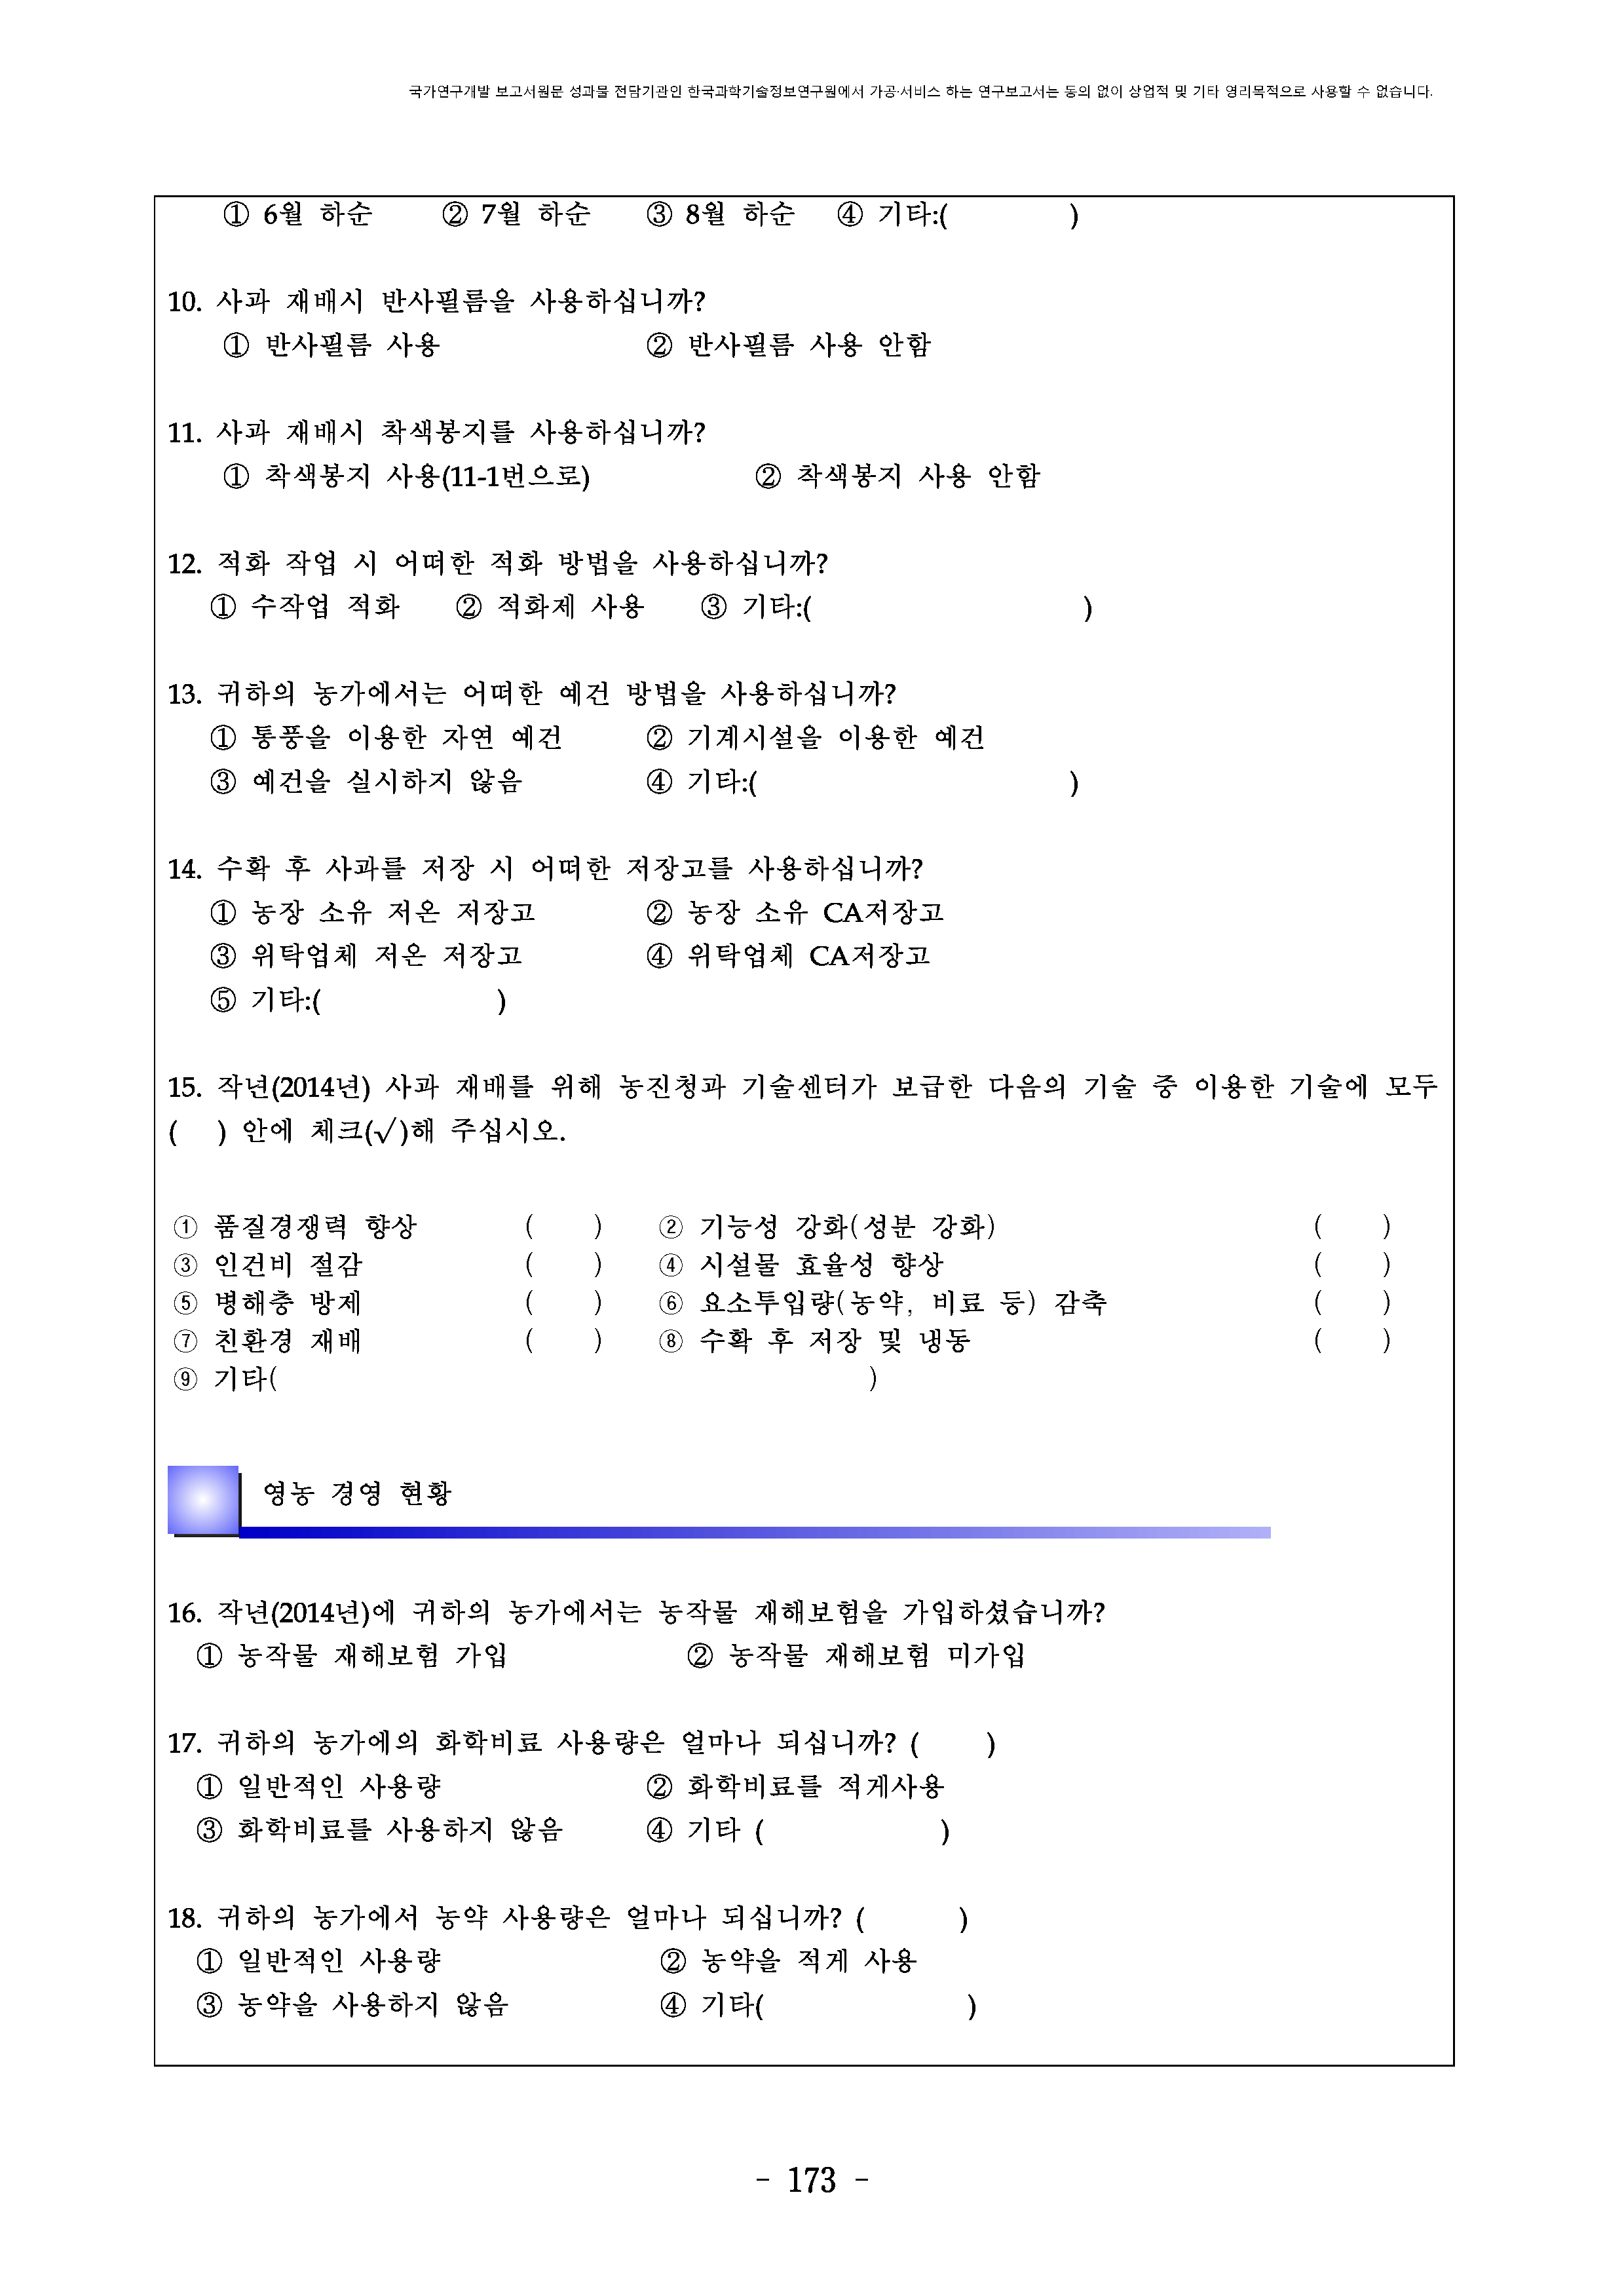 국가연구개발 보고서원문 성과물 전담기관인 한국과학기술정보연구원에서 가공·서비스 하는 연구보고서는 동의 없이 상업적 및 기타 영리목적으로 사용할 수 없습니다.
① 6월 하순 ② 7월 하순 ③ 8월 하순 ④ 기타:( )
10. 사과 재배시 반사필름을 사용하십니까?
① 반사필름 사용 ② 반사필름 사용 안함
11. 사과 재배시 착색봉지를 사용하십니까?
① 착색봉지 사용(11-1번으로) ② 착색봉지 사용 안함
12. 적화 작업 시 어떠한 적화 방법을 사용하십니까?
① 수작업 적화 ② 적화제 사용 ③ 기타:( )
13. 귀하의 농가에서는 어떠한 예건 방법을 사용하십니까?
① 통풍을 이용한 자연 예건 ② 기계시설을 이용한 예건
③ 예건을 실시하지 않음 ④ 기타:( )
14. 수확 후 사과를 저장 시 어떠한 저장고를 사용하십니까?
① 농장 소유 저온 저장고 ② 농장 소유 CA저장고
③ 위탁업체 저온 저장고 ④ 위탁업체 CA저장고
⑤ 기타:( )
15. 작년(2014년) 사과 재배를 위해 농진청과 기술센터가 보급한 다음의 기술 중 이용한 기술에 모두
( ) 안에 체크(√)해 주십시오.
① 품질경쟁력 향상 ( ) ② 기능성 강화(성분 강화) ( )
③ 인건비 절감 ( ) ④ 시설물 효율성 향상 ( )
⑤ 병해충 방제 ( ) ⑥ 요소투입량(농약, 비료 등) 감축 ( )
⑦ 친환경 재배 ( ) ⑧ 수확 후 저장 및 냉동 ( )
⑨ 기타( )
영농 경영 현황
16. 작년(2014년)에 귀하의 농가에서는 농작물 재해보험을 가입하셨습니까?
① 농작물 재해보험 가입 ② 농작물 재해보험 미가입
17. 귀하의 농가에의 화학비료 사용량은 얼마나 되십니까? ( )
① 일반적인 사용량 ② 화학비료를 적게사용
③ 화학비료를 사용하지 않음 ④ 기타 ( )
18. 귀하의 농가에서 농약 사용량은 얼마나 되십니까? ( )
① 일반적인 사용량 ② 농약을 적게 사용
③ 농약을 사용하지 않음 ④ 기타( )
- 173 -